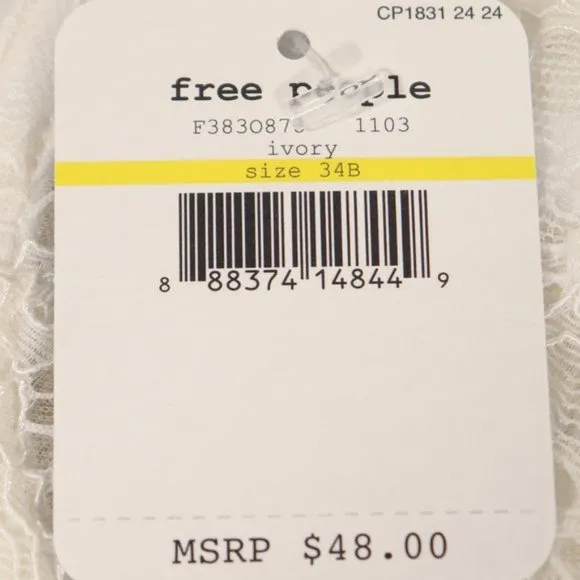 CP1831 24 24
free people
1103
ivory
size 34B
8 88374 14844 9
MSRP $48.00